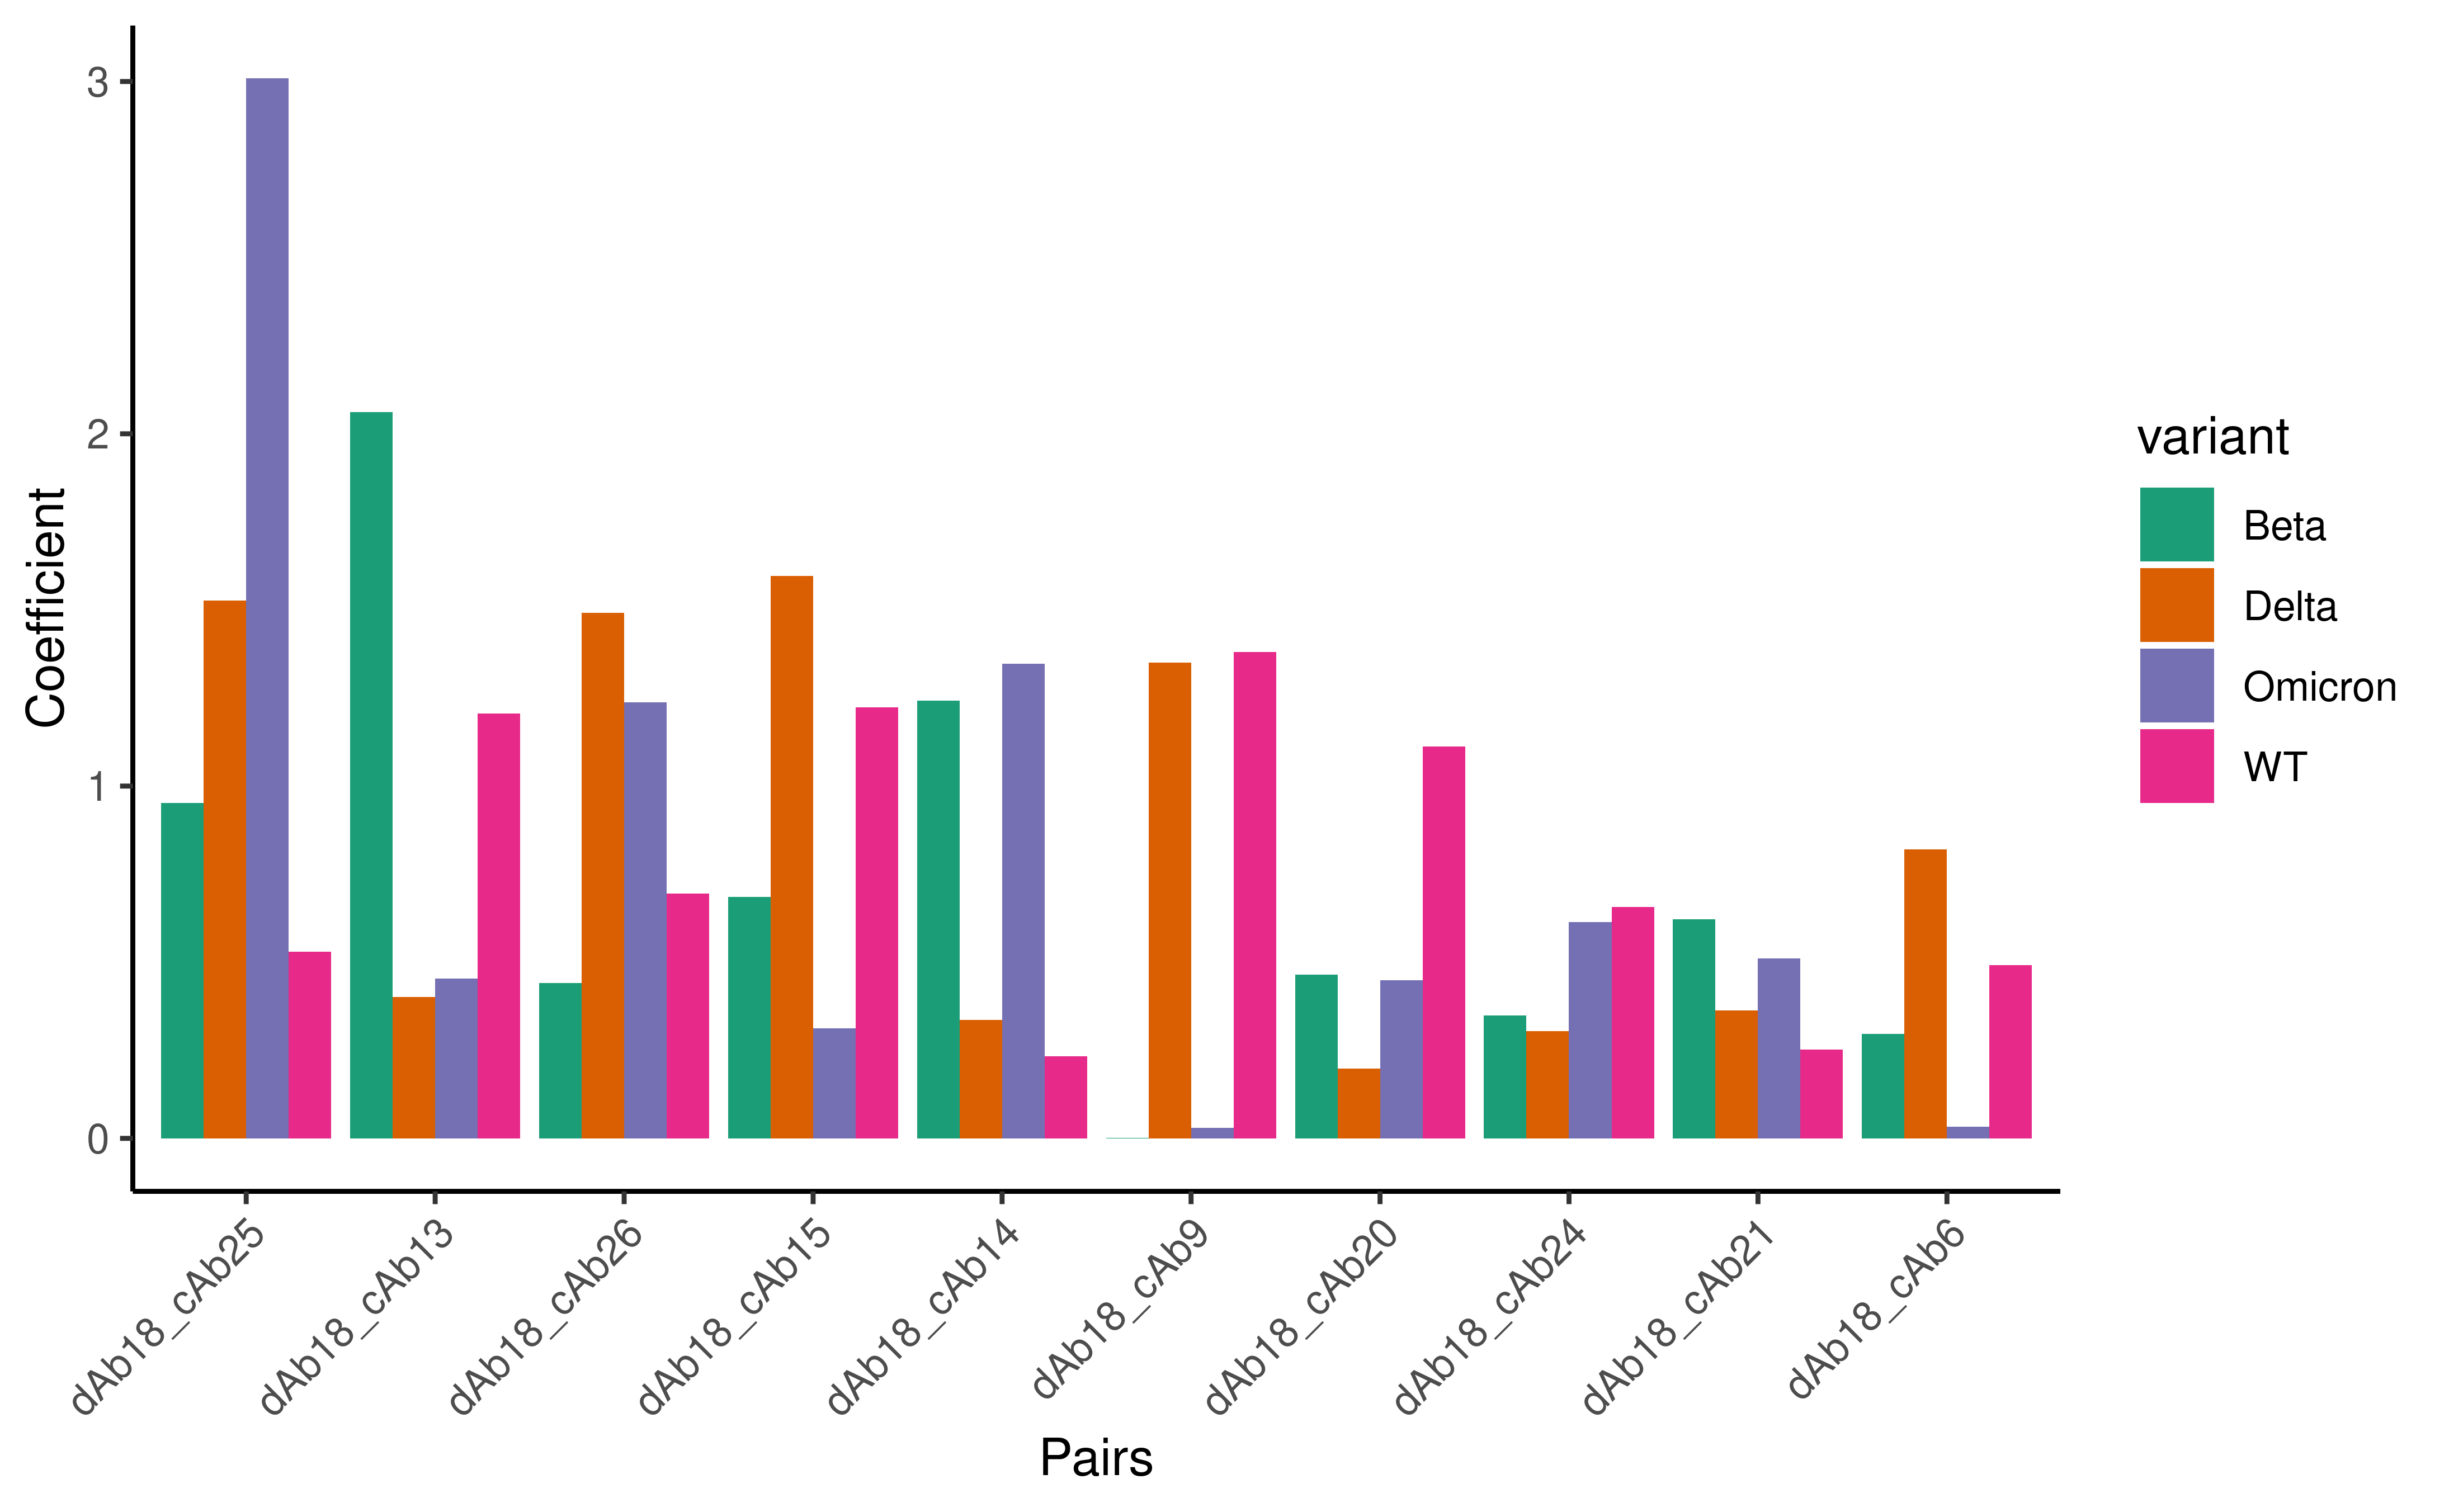 3
2
1
0
Coefficient
dAb18_cAb25
dAb18_cAb13
dAb18_cAb26
dAb18_cAb15
dAb18_cAb14
dAb18_cAb9
dAb18_cAb20
dAb18_cAb24
dAb18_cAb21
dAb18_cAb6
Pairs
variant
Beta
Delta
Omicron
WT